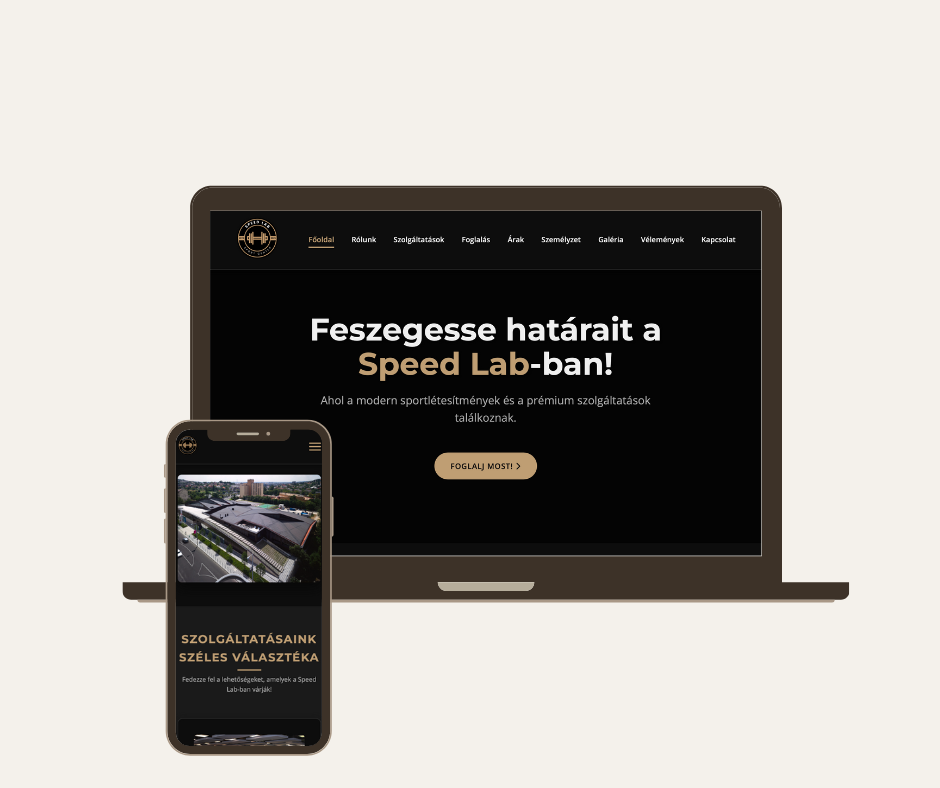 SPEED LAB
Főoldal Rólunk Szolgáltatások Foglalás Árak Személyzet Galéria Vélemények Kapcsolat
Feszegesse határait a
Speed Lab-ban!
Ahol a modern sportlétesítmények és a prémium szolgáltatások
találkoznak.
FOGLALJ MOST!
SZOLGÁLTATÁSAINK
SZÉLES VÁLASZTÉKA
Fedezze fel a lehetőségeket, amelyek a Speed
Lab-ban várják!